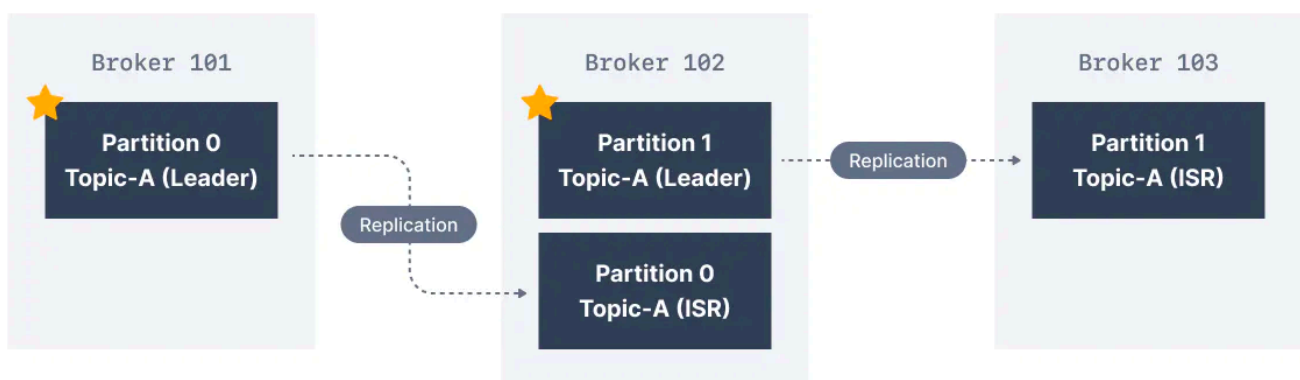 Broker 101
Partition 0
Topic-A (Leader)
Replication
Broker 102
Partition 1
Topic-A (Leader)
Partition 0
Topic-A (ISR)
Replication
Broker 103
Partition 1
Topic-A (ISR)